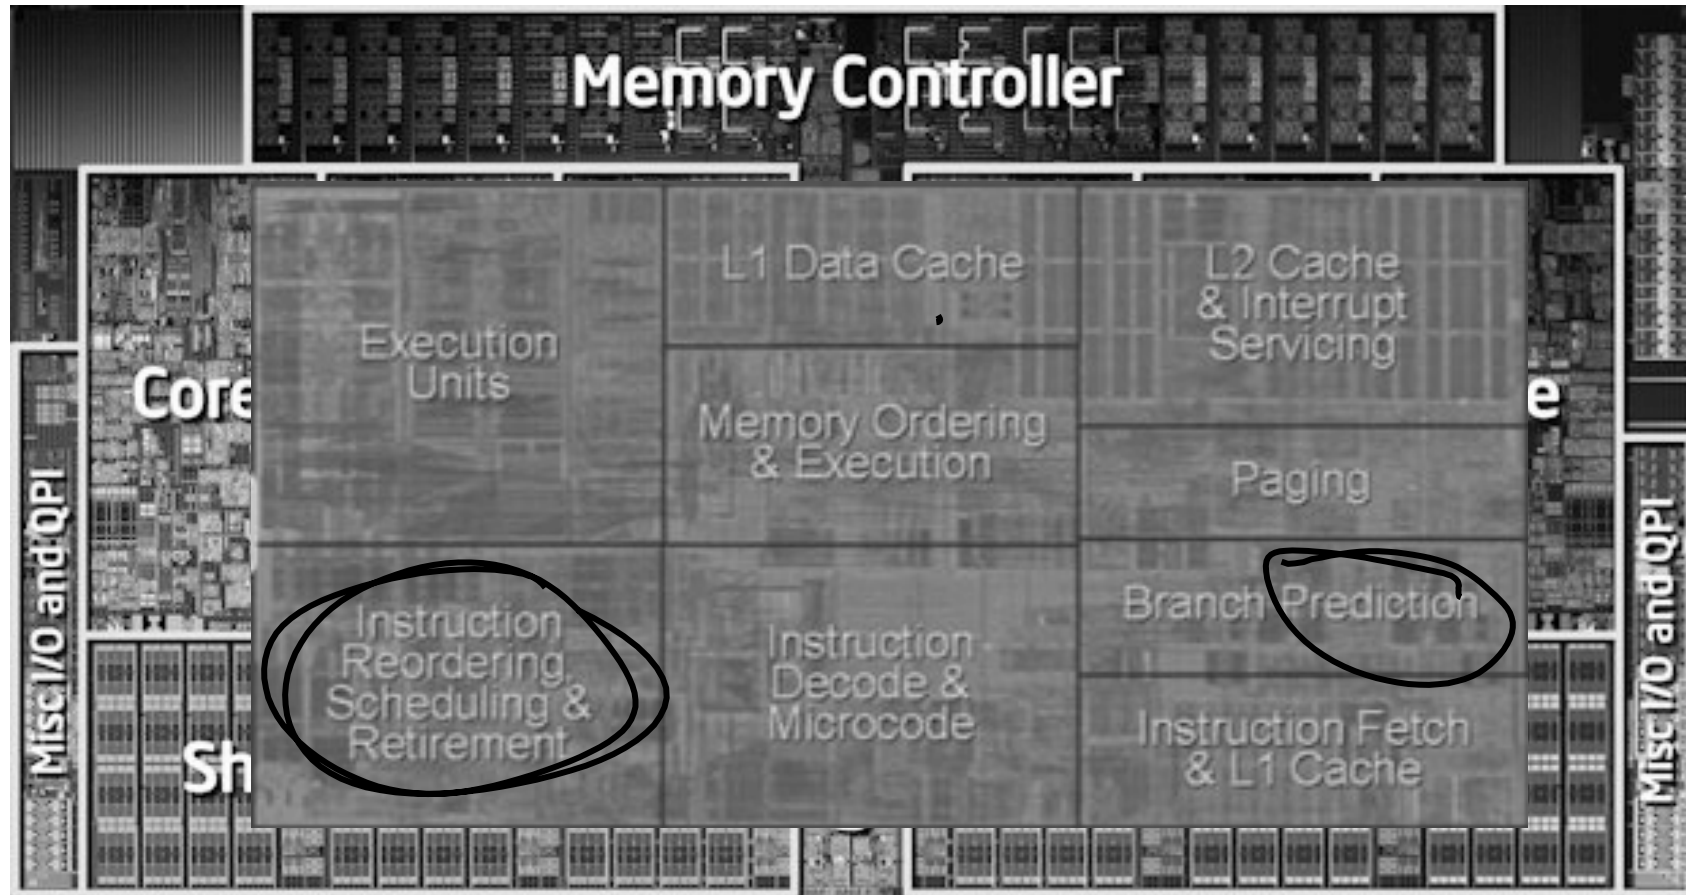 Memory Controller
L1 Data Cache
L2 Cache
& Interrupt
Servicing
Execution
Units
Core
e
Memory Ordering
& Execution
Paging
Misc I/O and QPI
Misc I/O and QPI
Instruction
Reordering,
Scheduling &
Retirement
Instruction
Decode &
Microcode
Branch Prediction
Instruction Fetch
& L1 Cache
Sh